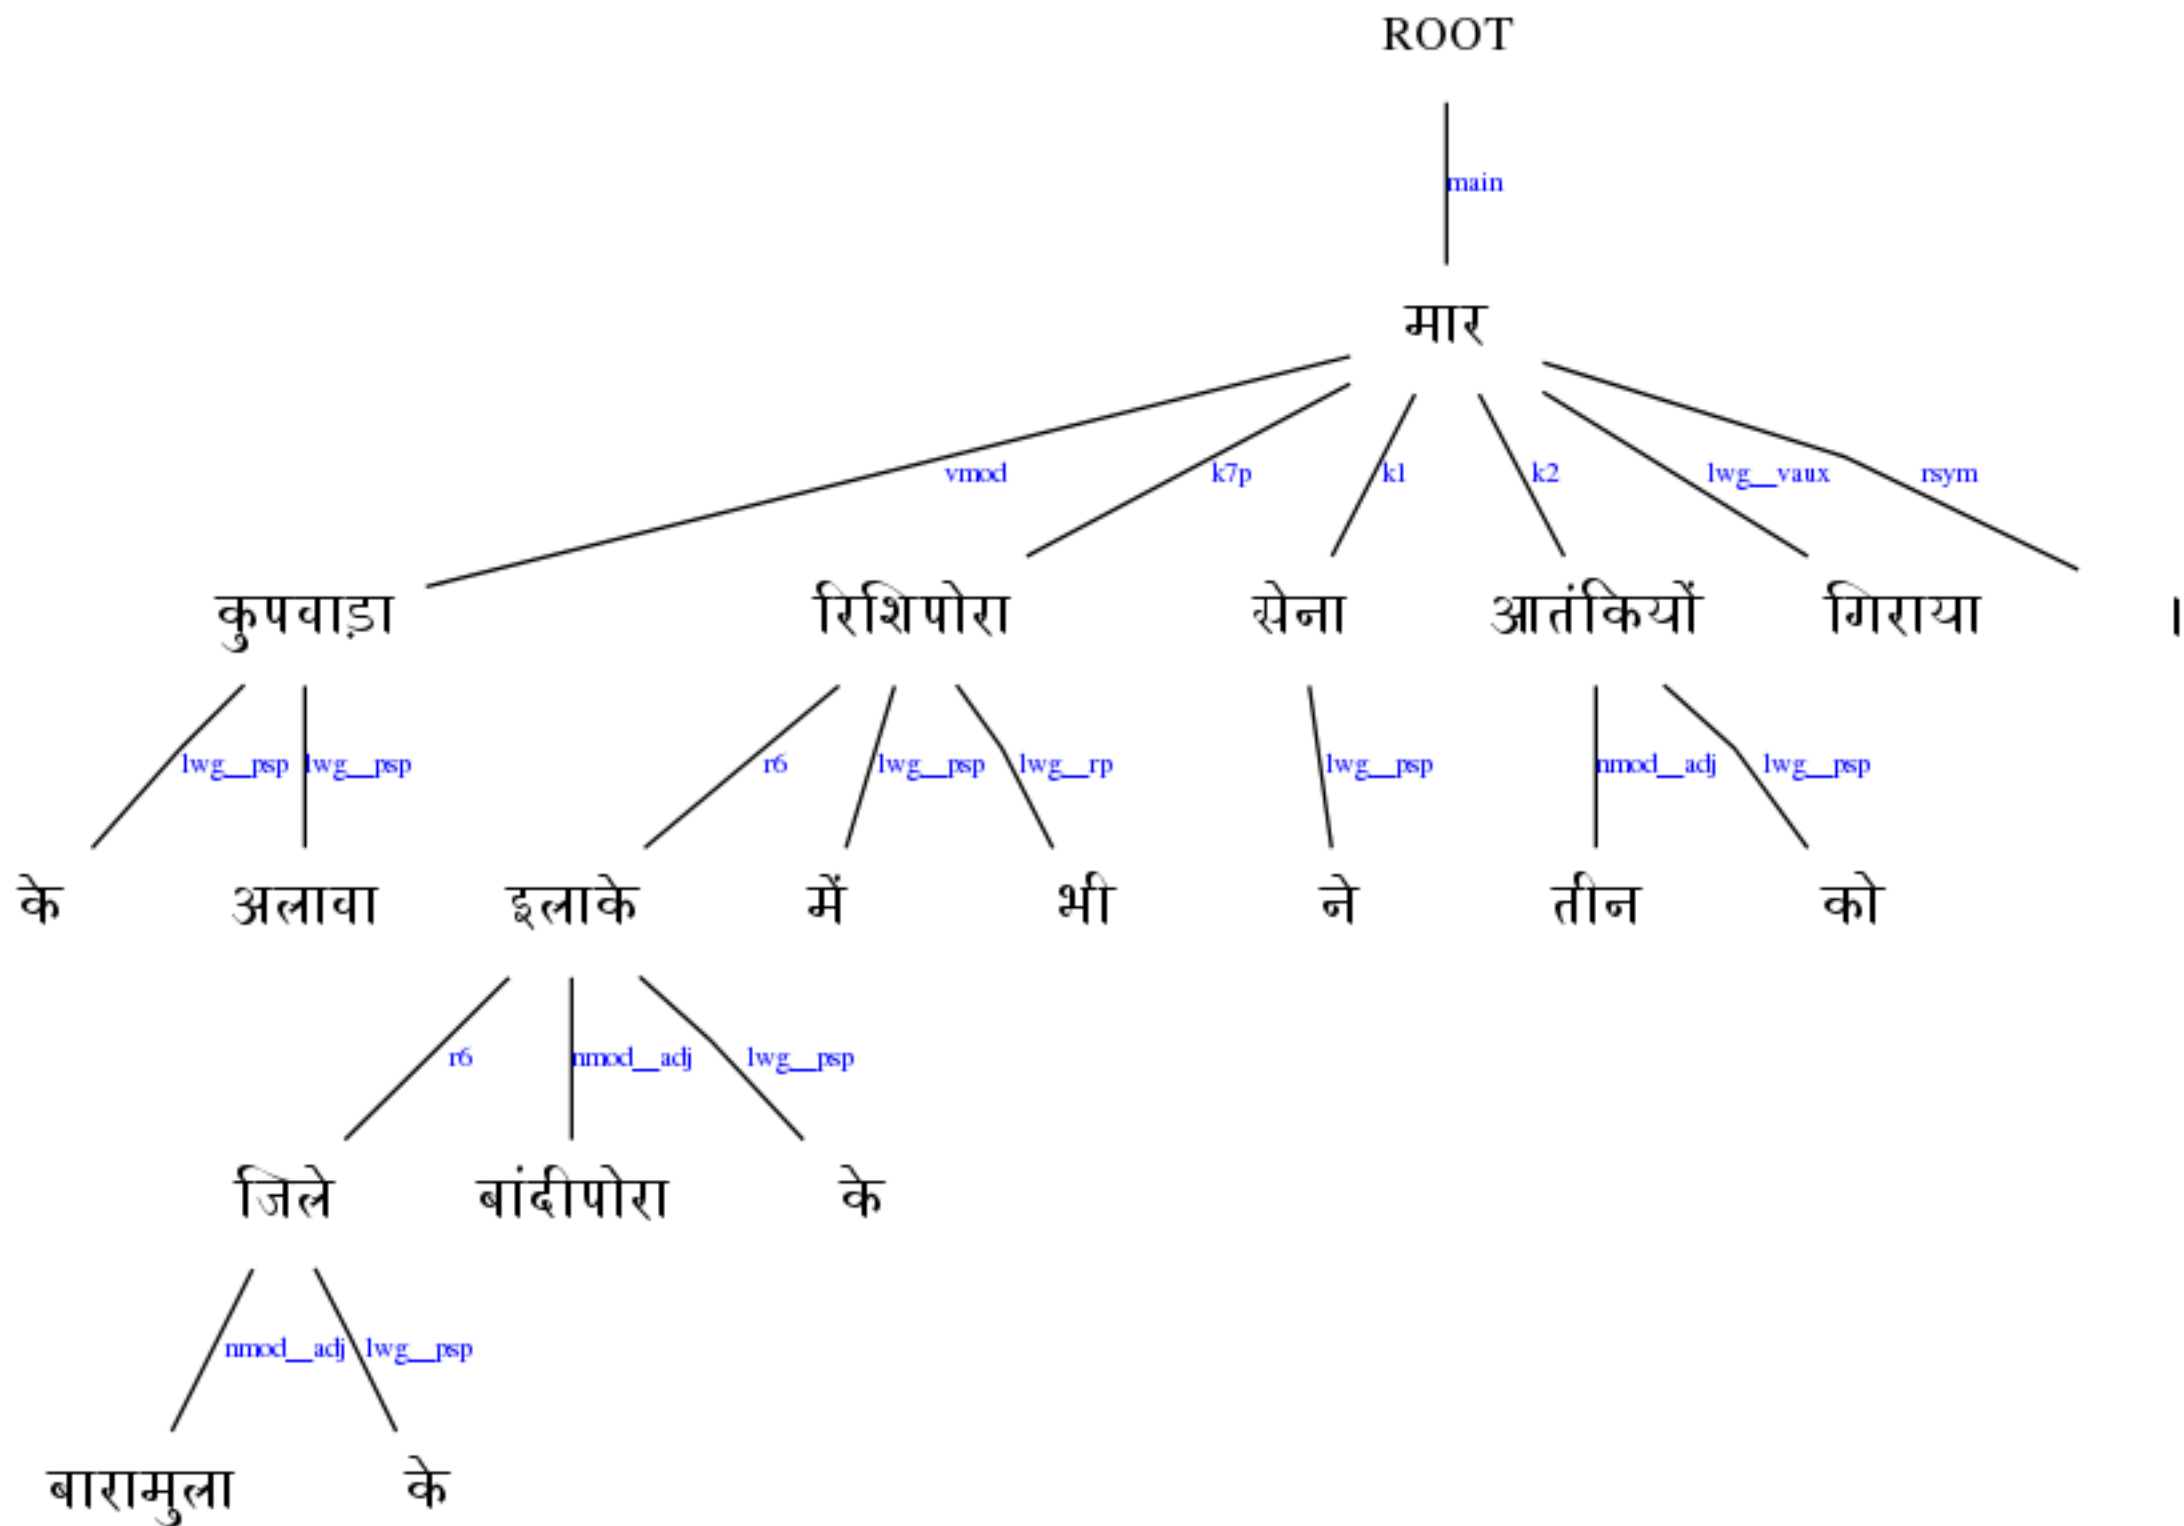 ROOT
main
मार
vmod k7p k1 k2 lwg__vaux rsym
कुपवाड़ा रिशिपोरा सेना आतंकियों गिराया ।
lwg__psp lwg__psp r6 lwg__psp lwg__rp lwg__psp nmod__adj lwg__psp
के अलावा इलाके में भी ने तीन को
r6 nmod__adj lwg__psp
जिले बांदीपोरा के
nmod__adj lwg__psp
बारामुला के